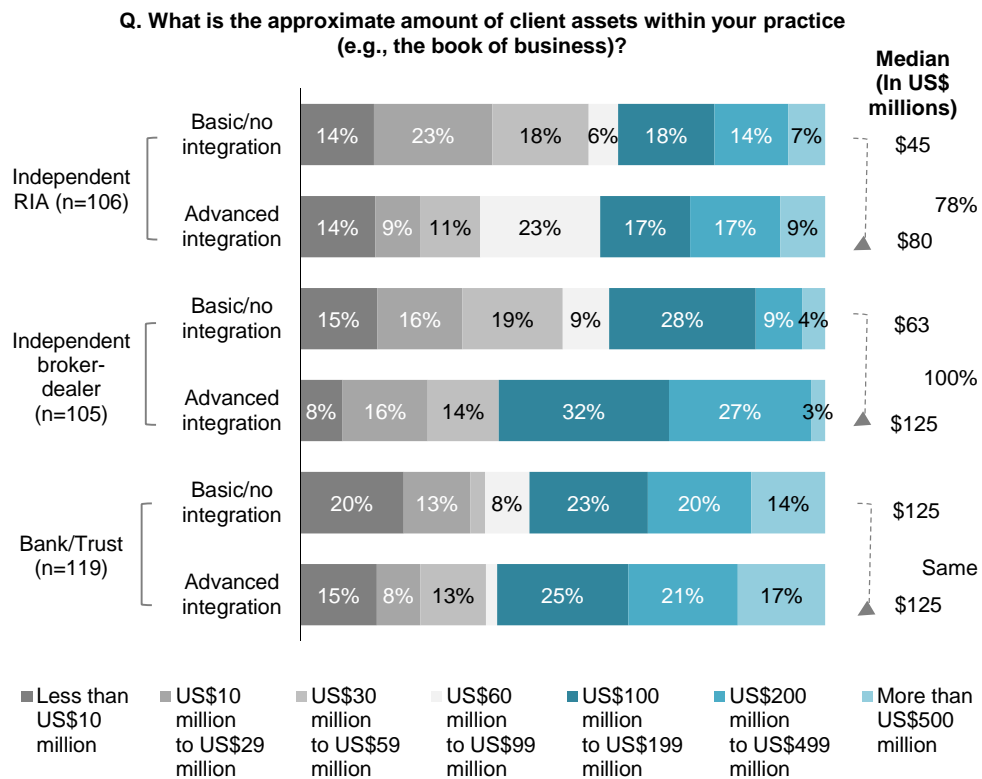 Q. What is the approximate amount of client assets within your practice
(e.g., the book of business)?
Median
(In US$
millions)
Independent
RIA (n=106)
Basic/no
integration
14% 23% 18% 6% 18% 14% 7%
$45
78%
Advanced
integration
14% 9% 11% 23% 17% 17% 9%
$80
Independent
broker-
dealer
(n=105)
Basic/no
integration
15% 16% 19% 9% 28% 9% 4%
$63
100%
Advanced
integration
8% 16% 14% 32% 27% 3%
$125
Bank/Trust
(n=119)
Basic/no
integration
20% 13% 8% 23% 20% 14%
$125
Same
Advanced
integration
15% 8% 13% 25% 21% 17%
$125
Less than
US$10
million
US$10
million
to US$29
million
US$30
million
to US$59
million
US$60
million
to US$99
million
US$100
million
to US$199
million
US$200
million
to US$499
million
More than
US$500
million